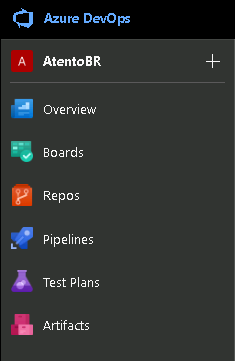 Azure DevOps
A AtentoBR +
Overview
Boards
Repos
Pipelines
Test Plans
Artifacts